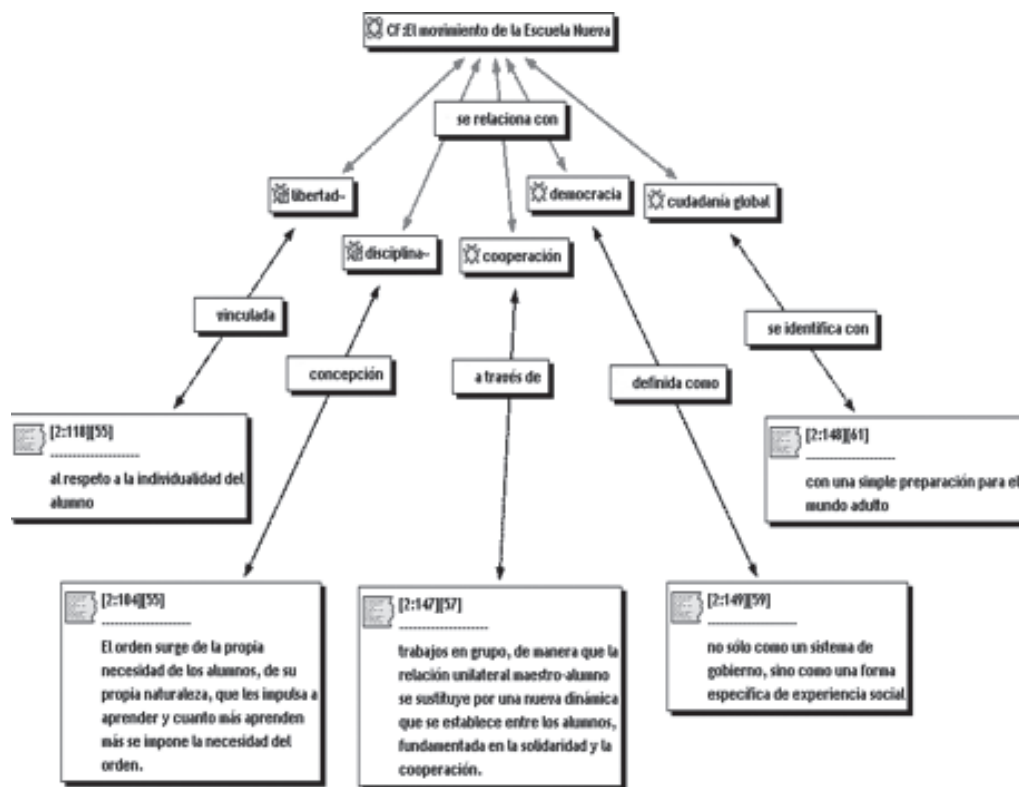 CF:El movimiento de la Escuela Nueva
se relaciona con
libertad~
democracia
cudadanía global
disciplina~
cooperación
vinculada
se identifica con
concepción
a través de
definida como
[2:118][55]
--------------------
al respeto a la individualidad del
alumno
[2:148][61]
--------------------
con una simple preparación para el
mundo adulto
[2:104][55]
--------------------
El orden surge de la propia
necesidad de los alumnos, de su
propia naturaleza, que les impulsa a
aprender y cuanto más aprenden
más se impone la necesidad del
orden.
[2:147][57]
--------------------
trabajos en grupo, de manera que la
relación unilateral maestro-alumno
se sustituye por una nueva dinámica
que se establece entre los alumnos,
fundamentada en la solidaridad y la
cooperación.
[2:149][59]
--------------------
no sólo como un sistema de
gobierno, sino como una forma
específica de experiencia social